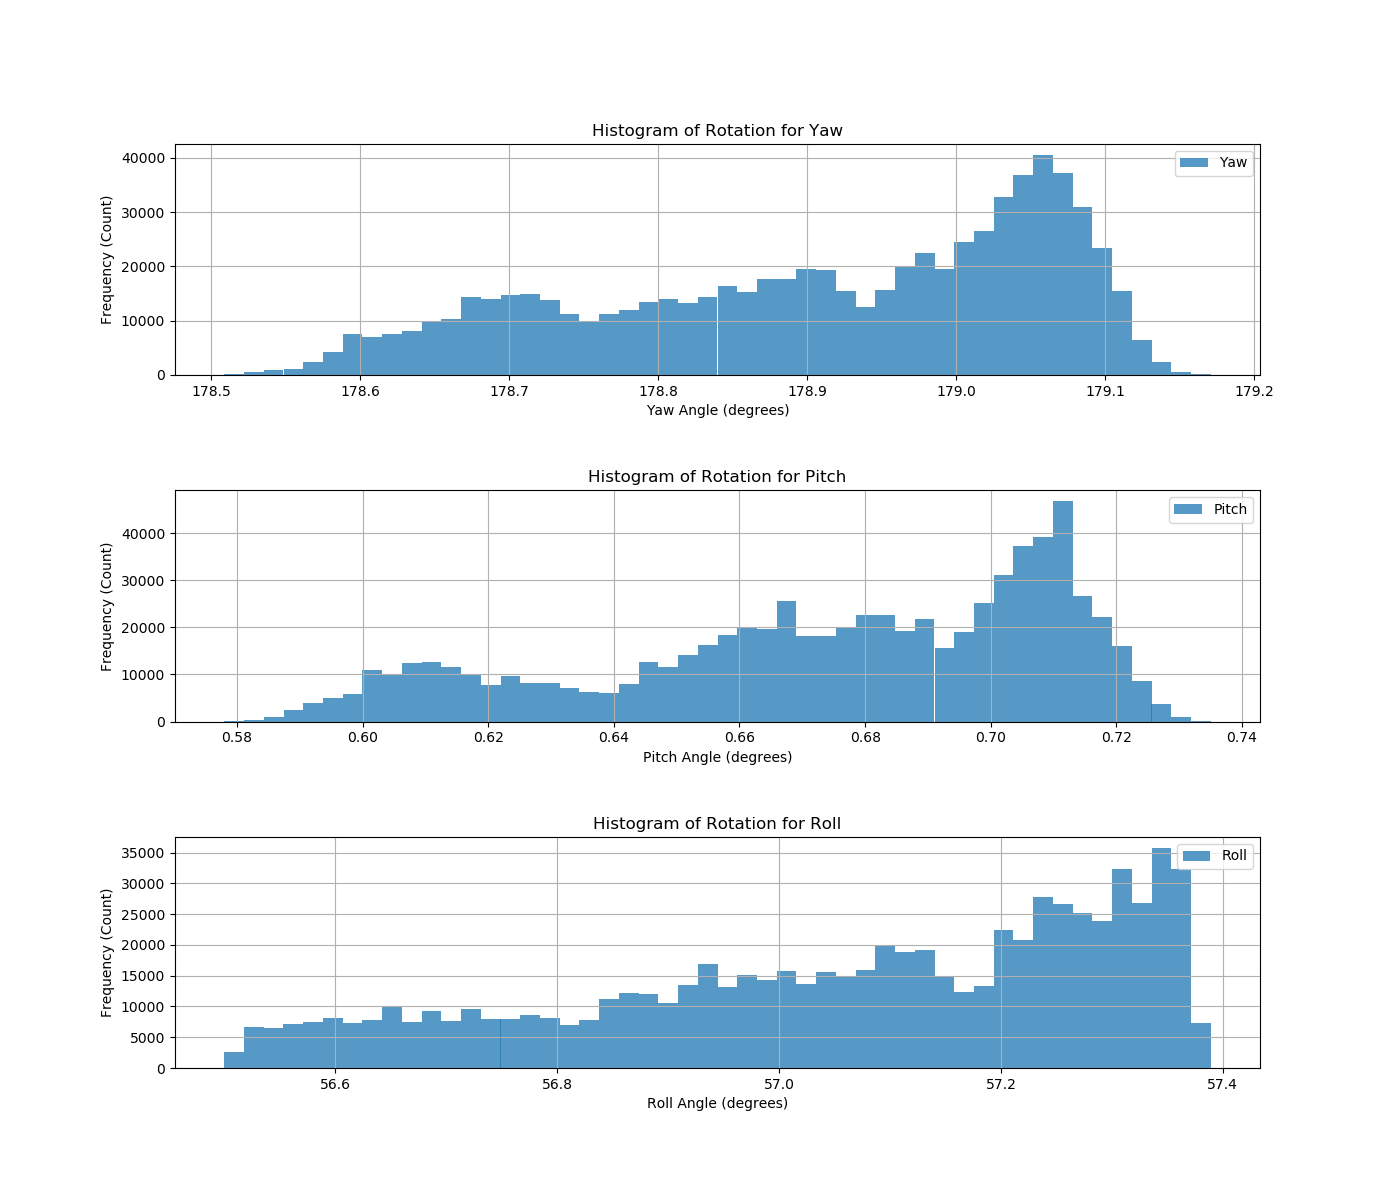 Histogram of Rotation for Yaw
Yaw
Frequency (Count)
40000
30000
20000
10000
0
178.5 178.6 178.7 178.8 178.9 179.0 179.1 179.2
Yaw Angle (degrees)
Histogram of Rotation for Pitch
Pitch
Frequency (Count)
40000
30000
20000
10000
0
0.58 0.60 0.62 0.64 0.66 0.68 0.70 0.72 0.74
Pitch Angle (degrees)
Histogram of Rotation for Roll
Roll
Frequency (Count)
35000
30000
25000
20000
15000
10000
5000
0
56.6 56.8 57.0 57.2 57.4
Roll Angle (degrees)